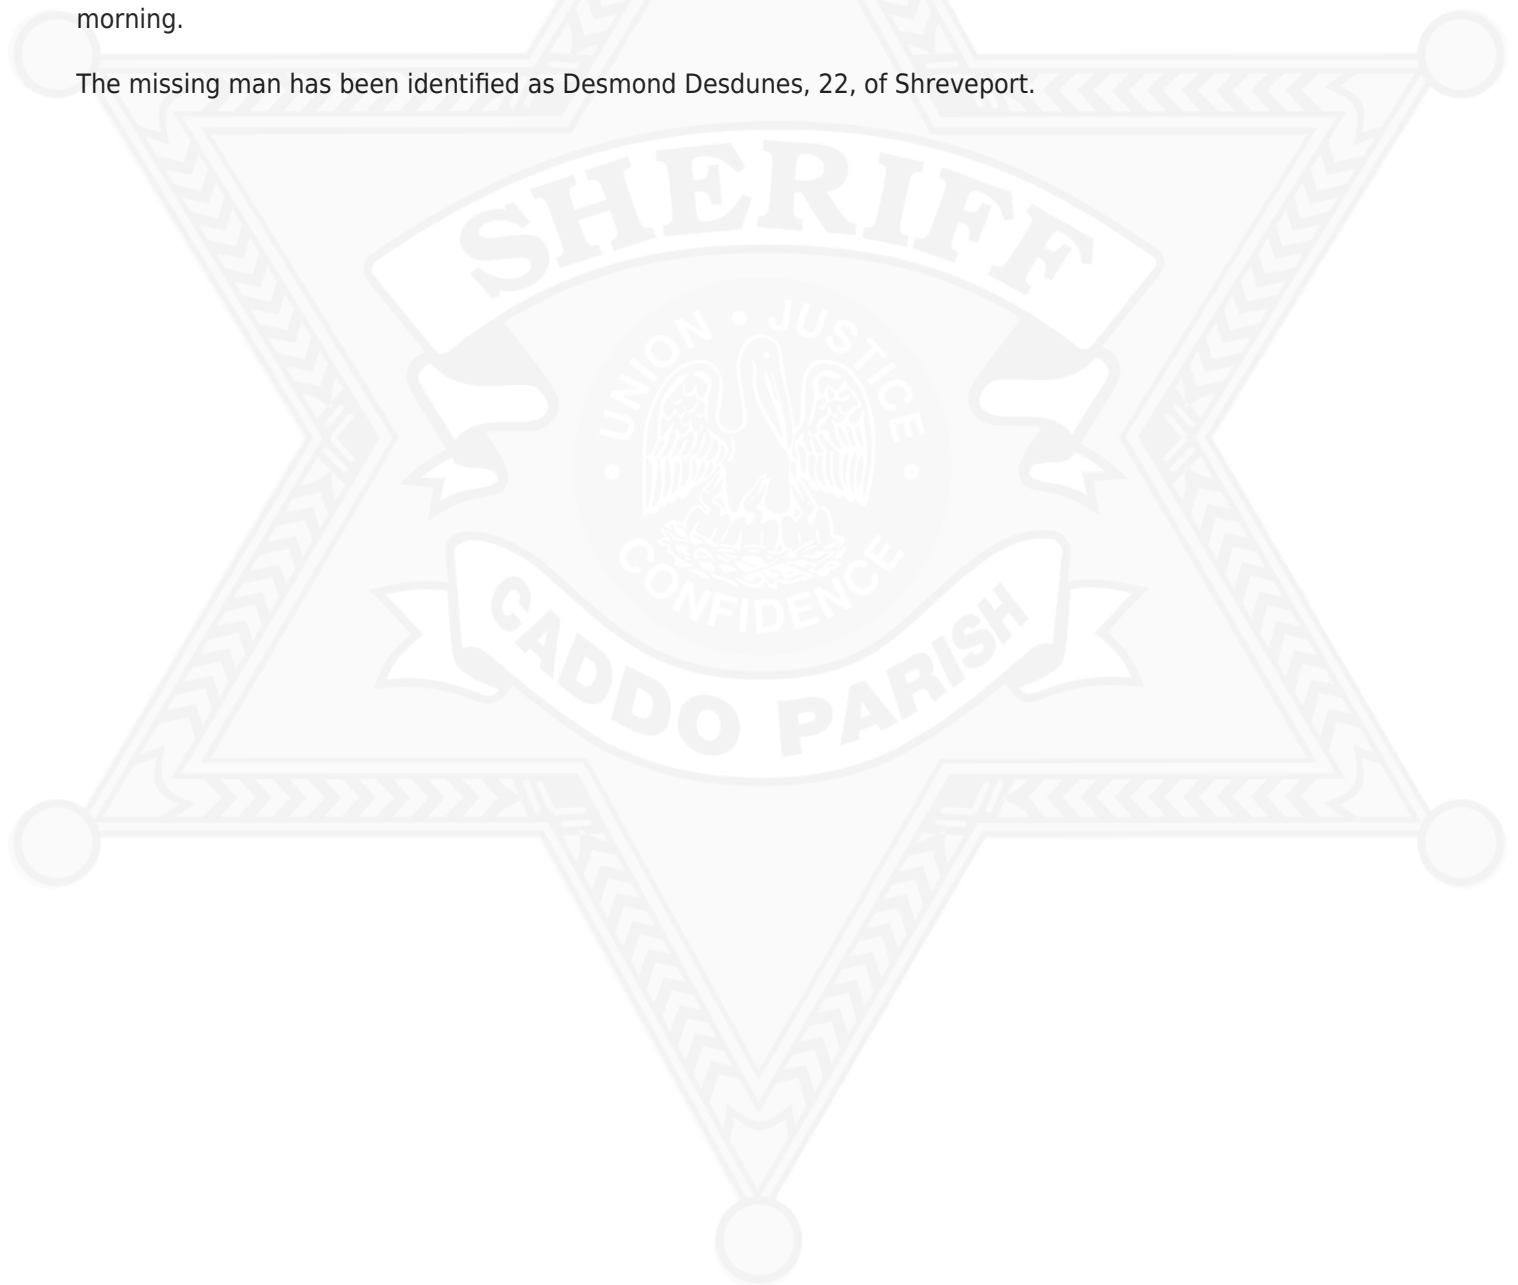 morning.
The missing man has been identified as Desmond Desdunes, 22, of Shreveport.
SHERIFF
UNION • JUSTICE
• CONFIDENCE •
CADDO PARISH